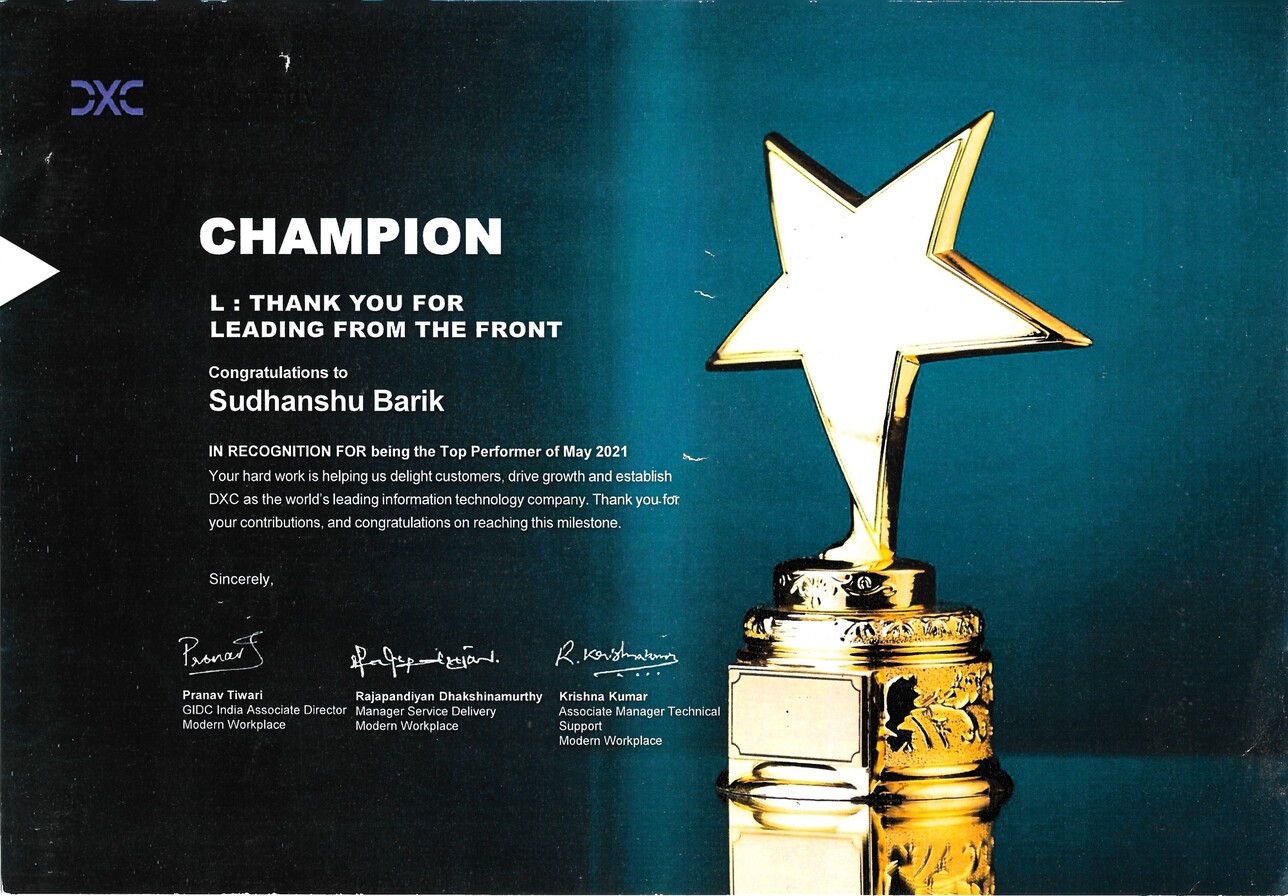 DXC
CHAMPION
L : THANK YOU FOR
LEADING FROM THE FRONT
Congratulations to
Sudhanshu Barik
IN RECOGNITION FOR being the Top Performer of May 2021
Your hard work is helping us delight customers, drive growth and establish
DXC as the world's leading information technology company. Thank you for
your contributions, and congratulations on reaching this milestone.
Sincerely,
Pranav R. Krishnakumar
Pranav Tiwari Rajapandiyan Dhakshinamurthy Krishna Kumar
GIDC India Associate Director Manager Service Delivery Associate Manager Technical
Modern Workplace Modern Workplace Support
Modern Workplace